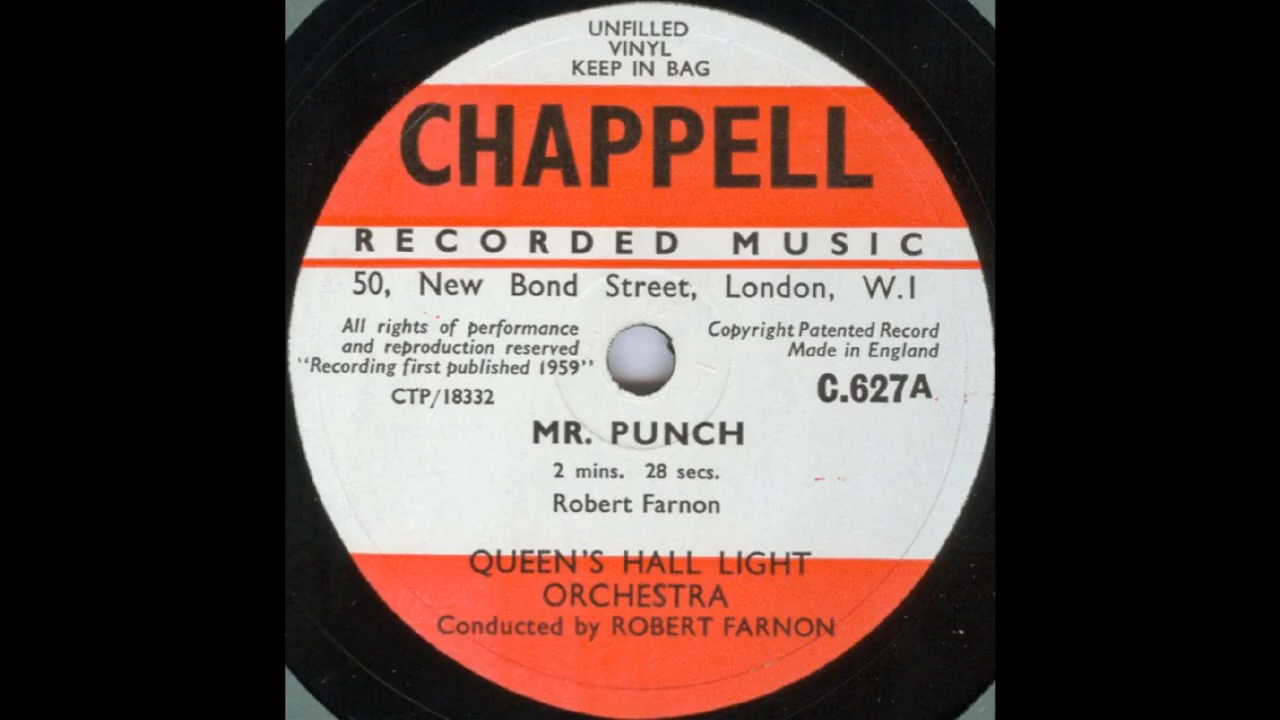 UNFILLED
VINYL
KEEP IN BAG
CHAPPELL
RECORDED MUSIC
50, New Bond Street, London, W.1
All rights of performance
and reproduction reserved
"Recording first published 1959"
CTP/18332
Copyright Patented Record
Made in England
C.627A
MR. PUNCH
2 mins. 28 secs.
Robert Farnon
QUEEN'S HALL LIGHT
ORCHESTRA
Conducted by ROBERT FARNON